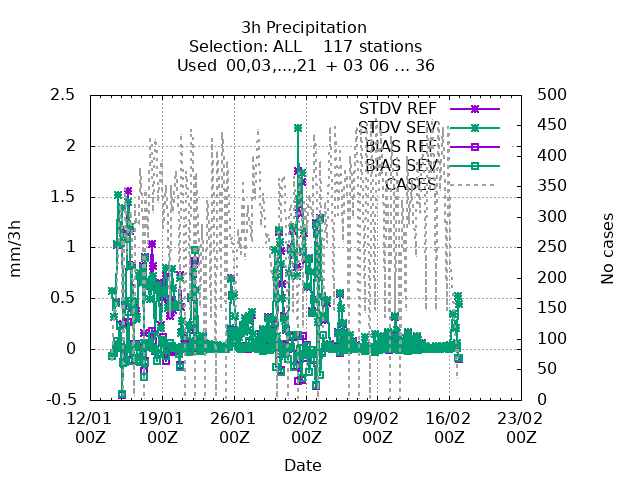 3h Precipitation
Selection: ALL 117 stations
Used 00,03,...,21 + 03 06 ... 36
STDV REF
STDV SEV
BIAS REF
BIAS SEV
CASES
2.5
2
1.5
1
0.5
0
-0.5
mm/3h
500
450
400
350
300
250
200
150
100
50
0
No cases
12/01 19/01 26/01 02/02 09/02 16/02 23/02
00Z 00Z 00Z 00Z 00Z 00Z 00Z
Date